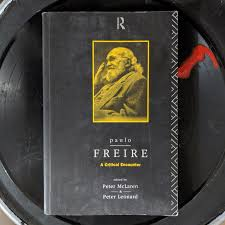 R
paulo
FREIRE
A Critical Encounter
edited by
Peter McLaren
&
Peter Leonard